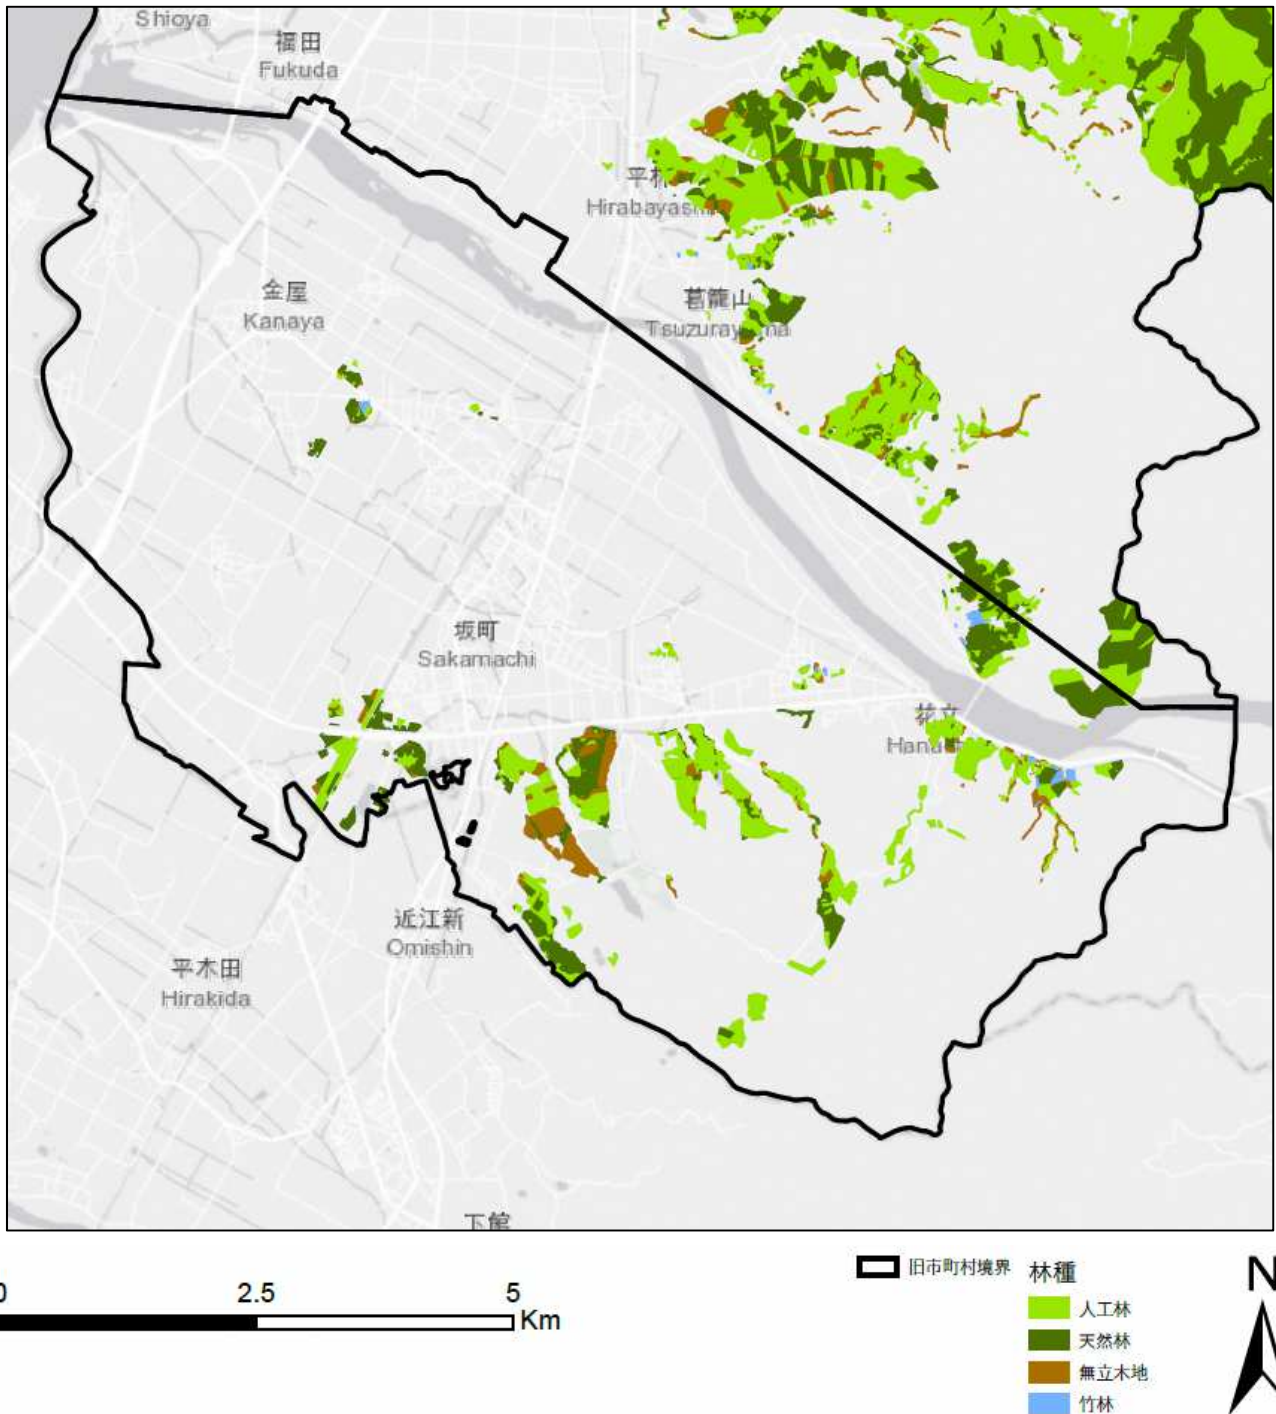 Shioya
福田
Fukuda
平林
Hirabayashi
金屋
Kanaya
葛籠山
Tsuzurayama
坂町
Sakamachi
花立
近江新
Omishin
平木田
Hirakida
下館
0 2.5 5
Km
旧市町村境界
林種
人工林
天然林
無立木地
竹林
N